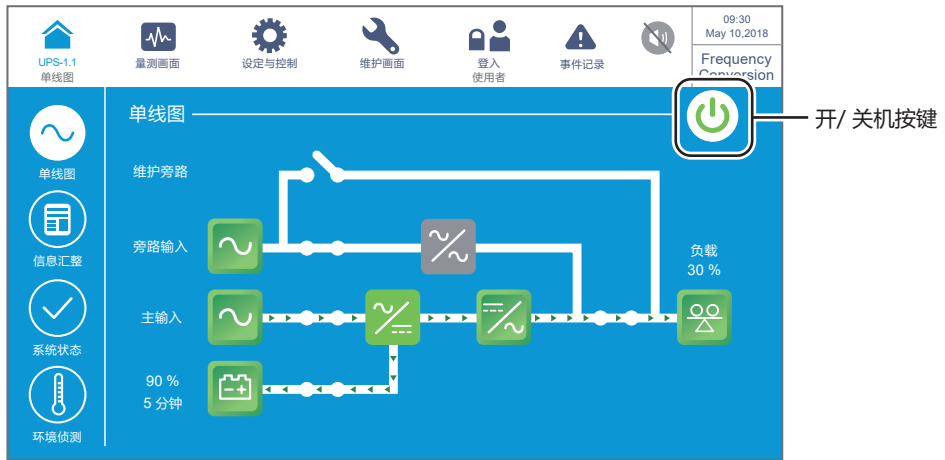 UPS-1.1
单线图
量测画面
设定与控制
维护画面
登入
使用者
事件记录
09:30
May 10,2018
Frequency
Conversion
单线图
开/ 关机按键
单线图
维护旁路
信息汇整
旁路输入
负载
30 %
主输入
系统状态
90 %
5 分钟
环境侦测